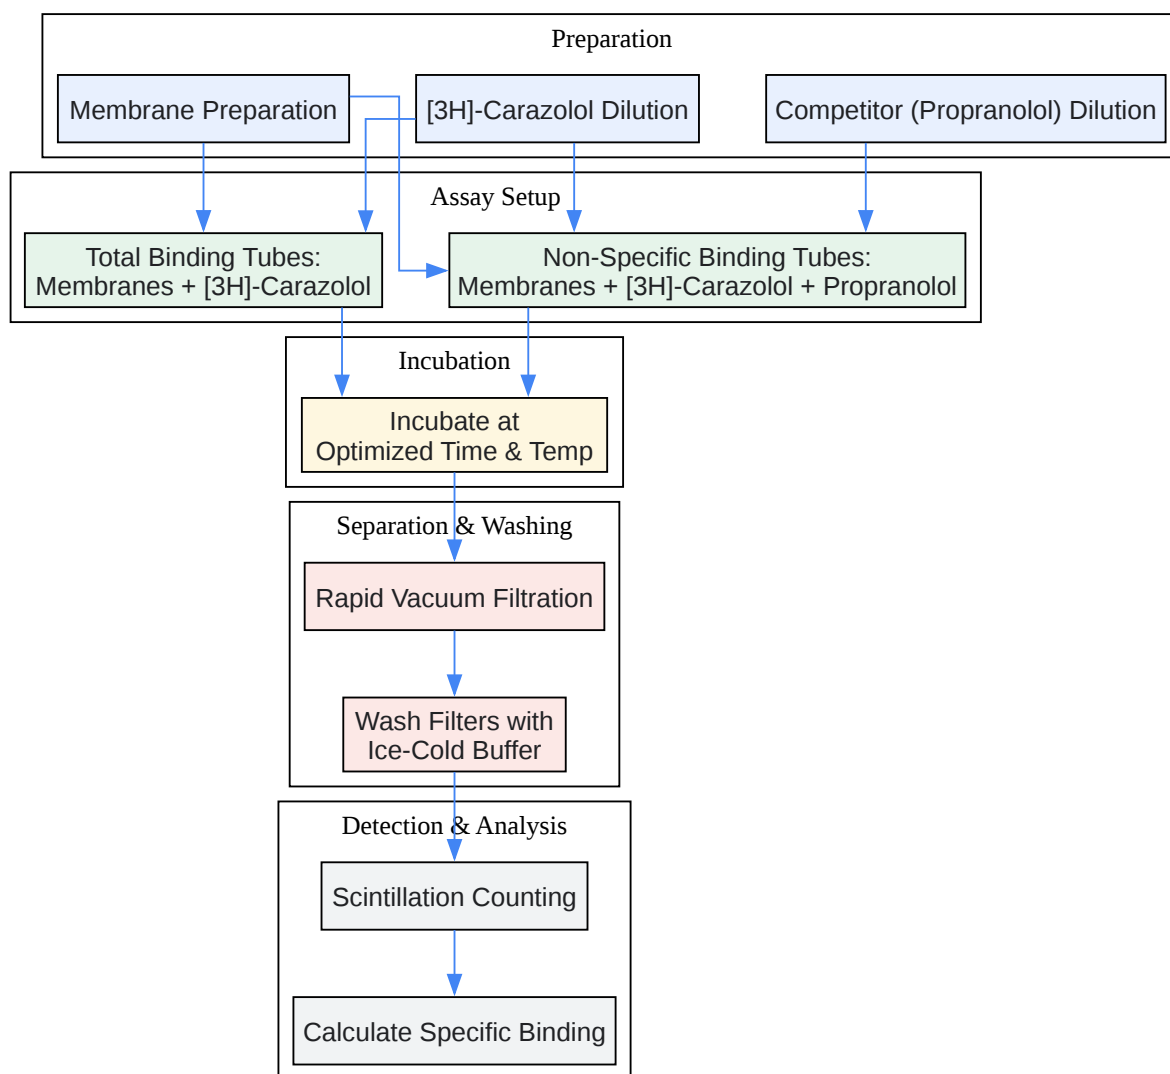 Preparation
Membrane Preparation
[3H]-Carazolol Dilution
Competitor (Propranolol) Dilution
Assay Setup
Total Binding Tubes:
Membranes + [3H]-Carazolol
Non-Specific Binding Tubes:
Membranes + [3H]-Carazolol + Propranolol
Incubation
Incubate at
Optimized Time & Temp
Separation & Washing
Rapid Vacuum Filtration
Wash Filters with
Ice-Cold Buffer
Detection & Analysis
Scintillation Counting
Calculate Specific Binding